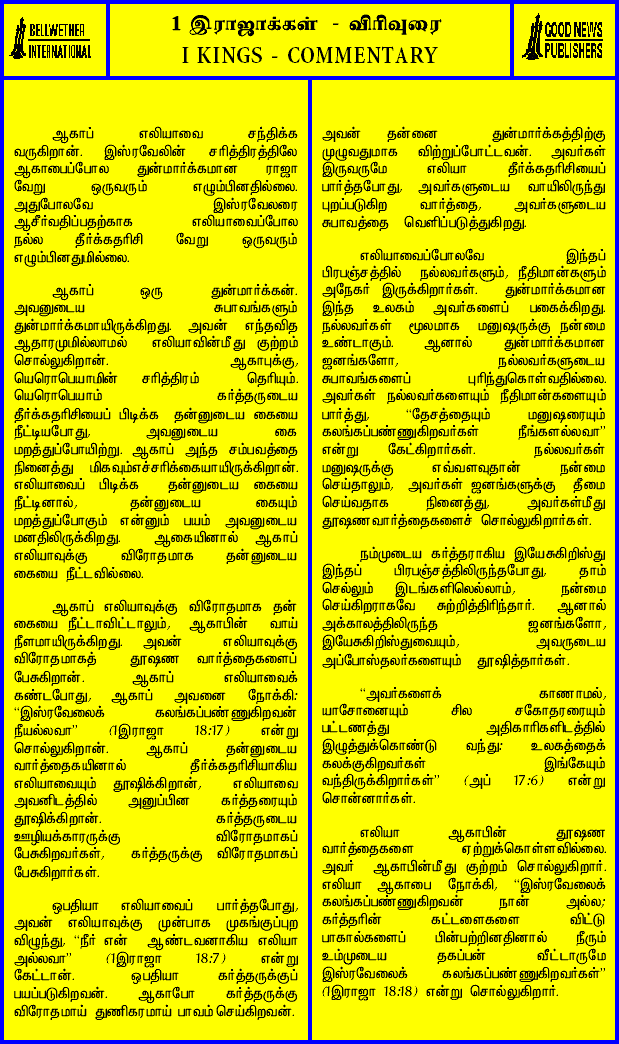 BELLWETHER
INTERNATIONAL
1 இராஜாக்கள் - விரிவுரை
I KINGS - COMMENTARY
GOOD NEWS
PUBLISHERS
ஆகாப் எலியாவை சந்திக்க
வருகிறான். இஸ்ரவேலின் சரித்திரத்திலே
ஆகாபைப்போல துன்மார்க்கமான ராஜா
வேறு ஒருவரும் எழும்பினதில்லை.
அதுபோலவே இஸ்ரவேலரை
ஆசீர்வதிப்பதற்காக எலியாவைப்போல
நல்ல தீர்க்கதரிசி வேறு ஒருவரும்
எழும்பினதுமில்லை.
ஆகாப் ஒரு துன்மார்க்கன்.
அவனுடைய சுபாவங்களும்
துன்மார்க்கமாயிருக்கிறது. அவன் எந்தவித
ஆதாரமுமில்லாமல் எலியாவின்மீது குற்றம்
சொல்லுகிறான். ஆகாபுக்கு,
யெரொபெயாமின் சரித்திரம் தெரியும்.
யெரொபெயாம் கர்த்தருடைய
தீர்க்கதரிசியைப் பிடிக்க தன்னுடைய கையை
நீட்டியபோது, அவனுடைய கை
மறத்துப்போயிற்று. ஆகாப் அந்த சம்பவத்தை
நினைத்து மிகவும்எச்சரிக்கையாயிருக்கிறான்.
எலியாவைப் பிடிக்க தன்னுடைய கையை
நீட்டினால், தன்னுடைய கையும்
மறத்துப்போகும் என்னும் பயம் அவனுடைய
மனதிலிருக்கிறது. ஆகையினால் ஆகாப்
எலியாவுக்கு விரோதமாக தன்னுடைய
கையை நீட்டவில்லை.
ஆகாப் எலியாவுக்கு விரோதமாக தன்
கையை நீட்டாவிட்டாலும், ஆகாபின் வாய்
நீளமாயிருக்கிறது. அவன் எலியாவுக்கு
விரோதமாகத் தூஷண வார்த்தைகளைப்
பேசுகிறான். ஆகாப் எலியாவைக்
கண்டபோது, ஆகாப் அவனை நோக்கி:
“இஸ்ரவேலைக் கலங்கப்பண்ணுகிறவன்
நீயல்லவா” (1இராஜா 18:17) என்று
சொல்லுகிறான். ஆகாப் தன்னுடைய
வார்த்தைகயினால் தீர்க்கதரிசியாகிய
எலியாவையும் தூஷிக்கிறான், எலியாவை
அவனிடத்தில் அனுப்பின கர்த்தரையும்
தூஷிக்கிறான். கர்த்தருடைய
ஊழியக்காரருக்கு விரோதமாகப்
பேசுகிறவர்கள், கர்த்தருக்கு விரோதமாகப்
பேசுகிறார்கள்.
ஒபதியா எலியாவைப் பார்த்தபோது,
அவன் எலியாவுக்கு முன்பாக முகங்குப்புற
விழுந்து, “நீர் என் ஆண்டவனாகிய எலியா
அல்லவா” (1இராஜா 18:7) என்று
கேட்டான். ஒபதியா கர்த்தருக்குப்
பயப்படுகிறவன். ஆகாபோ கர்த்தருக்கு
விரோதமாய் துணிகரமாய் பாவம் செய்கிறவன்.
அவன் தன்னை துன்மார்க்கத்திற்கு
முழுவதுமாக விற்றுப்போட்டவன். அவர்கள்
இருவருமே எலியா தீர்க்கதரிசியைப்
பார்த்தபோது, அவர்களுடைய வாயிலிருந்து
புறப்படுகிற வார்த்தை, அவர்களுடைய
சுபாவத்தை வெளிப்படுத்துகிறது.
எலியாவைப்போலவே இந்தப்
பிரபஞ்சத்தில் நல்லவர்களும், நீதிமான்களும்
அநேகர் இருக்கிறார்கள். துன்மார்க்கமான
இந்த உலகம் அவர்களைப் பகைக்கிறது.
நல்லவர்கள் மூலமாக மனுஷருக்கு நன்மை
உண்டாகும். ஆனால் துன்மார்க்கமான
ஜனங்களோ, நல்லவர்களுடைய
சுபாவங்களைப் புரிந்துகொள்வதில்லை.
அவர்கள் நல்லவர்களையும் நீதிமான்களையும்
பார்த்து, “தேசத்தையும் மனுஷரையும்
கலங்கப்பண்ணுகிறவர்கள் நீங்களல்லவா”
என்று கேட்கிறார்கள். நல்லவர்கள்
மனுஷருக்கு எவ்வளவுதான் நன்மை
செய்தாலும், அவர்கள் ஜனங்களுக்கு தீமை
செய்வதாக நினைத்து, அவர்கள்மீது
தூஷணவார்த்தைகளைச் சொல்லுகிறார்கள்.
நம்முடைய கர்த்தராகிய இயேசுகிறிஸ்து
இந்தப் பிரபஞ்சத்திலிருந்தபோது, தாம்
செல்லும் இடங்களிலெல்லாம், நன்மை
செய்கிறராகவே சுற்றித்திரிந்தார். ஆனால்
அக்காலத்திலிருந்த ஜனங்களோ,
இயேசுகிறிஸ்துவையும், அவருடைய
அப்போஸ்தலர்களையும் தூஷித்தார்கள்.
“அவர்களைக் காணாமல்,
யாசோனையும் சில சகோதரரையும்
பட்டணத்து அதிகாரிகளிடத்தில்
இழுத்துக்கொண்டு வந்து: உலகத்தைக்
கலக்குகிறவர்கள் இங்கேயும்
வந்திருக்கிறார்கள்” (அப் 17:6) என்று
சொன்னார்கள்.
எலியா ஆகாபின் தூஷண
வார்த்தைகளை ஏற்றுக்கொள்ளவில்லை.
அவர் ஆகாபின்மீது குற்றம் சொல்லுகிறார்.
எலியா ஆகாபை நோக்கி, “இஸ்ரவேலைக்
கலங்கப்பண்ணுகிறவன் நான் அல்ல;
கர்த்தரின் கட்டளைகளை விட்டு
பாகால்களைப் பின்பற்றினதினால் நீரும்
உம்முடைய தகப்பன் வீட்டாருமே
இஸ்ரவேலைக் கலங்கப்பண்ணுகிறவர்கள்”
(1இராஜா 18:18) என்று சொல்லுகிறார்.